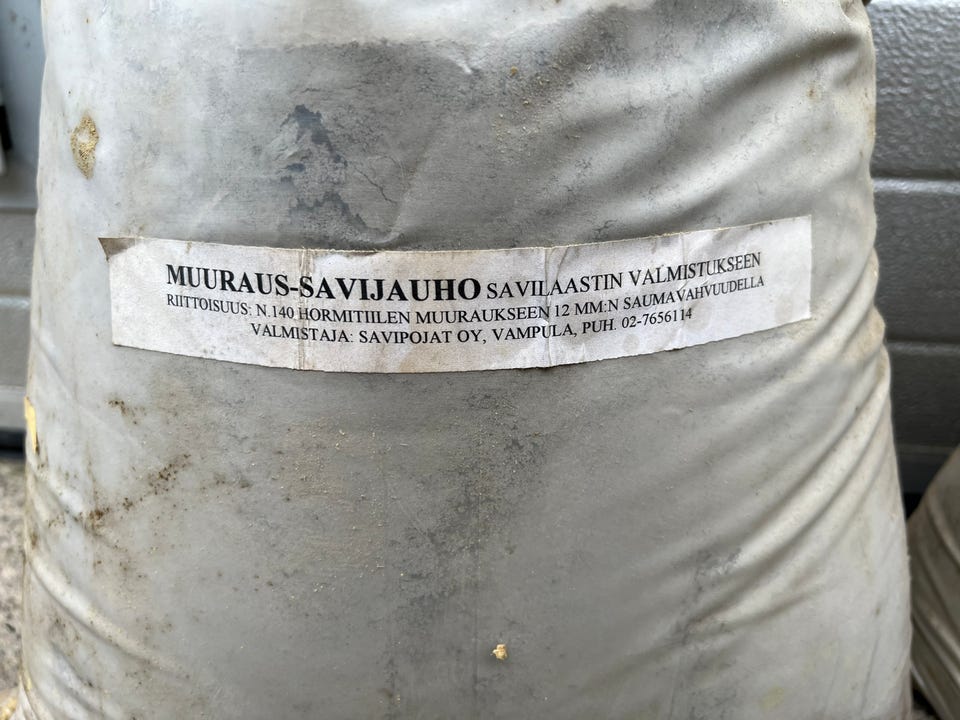 MUURAUS-SAVIJAUHO SAVILAASTIN VALMISTUKSEEN
RIITTOISUUS: N.140 HORMITIILEN MUURAUKSEEN 12 MM:N SAUMAVAHVUUDELLA
VALMISTAJA: SAVIPOJAT OY, VAMPULA, PUH. 02-7656114